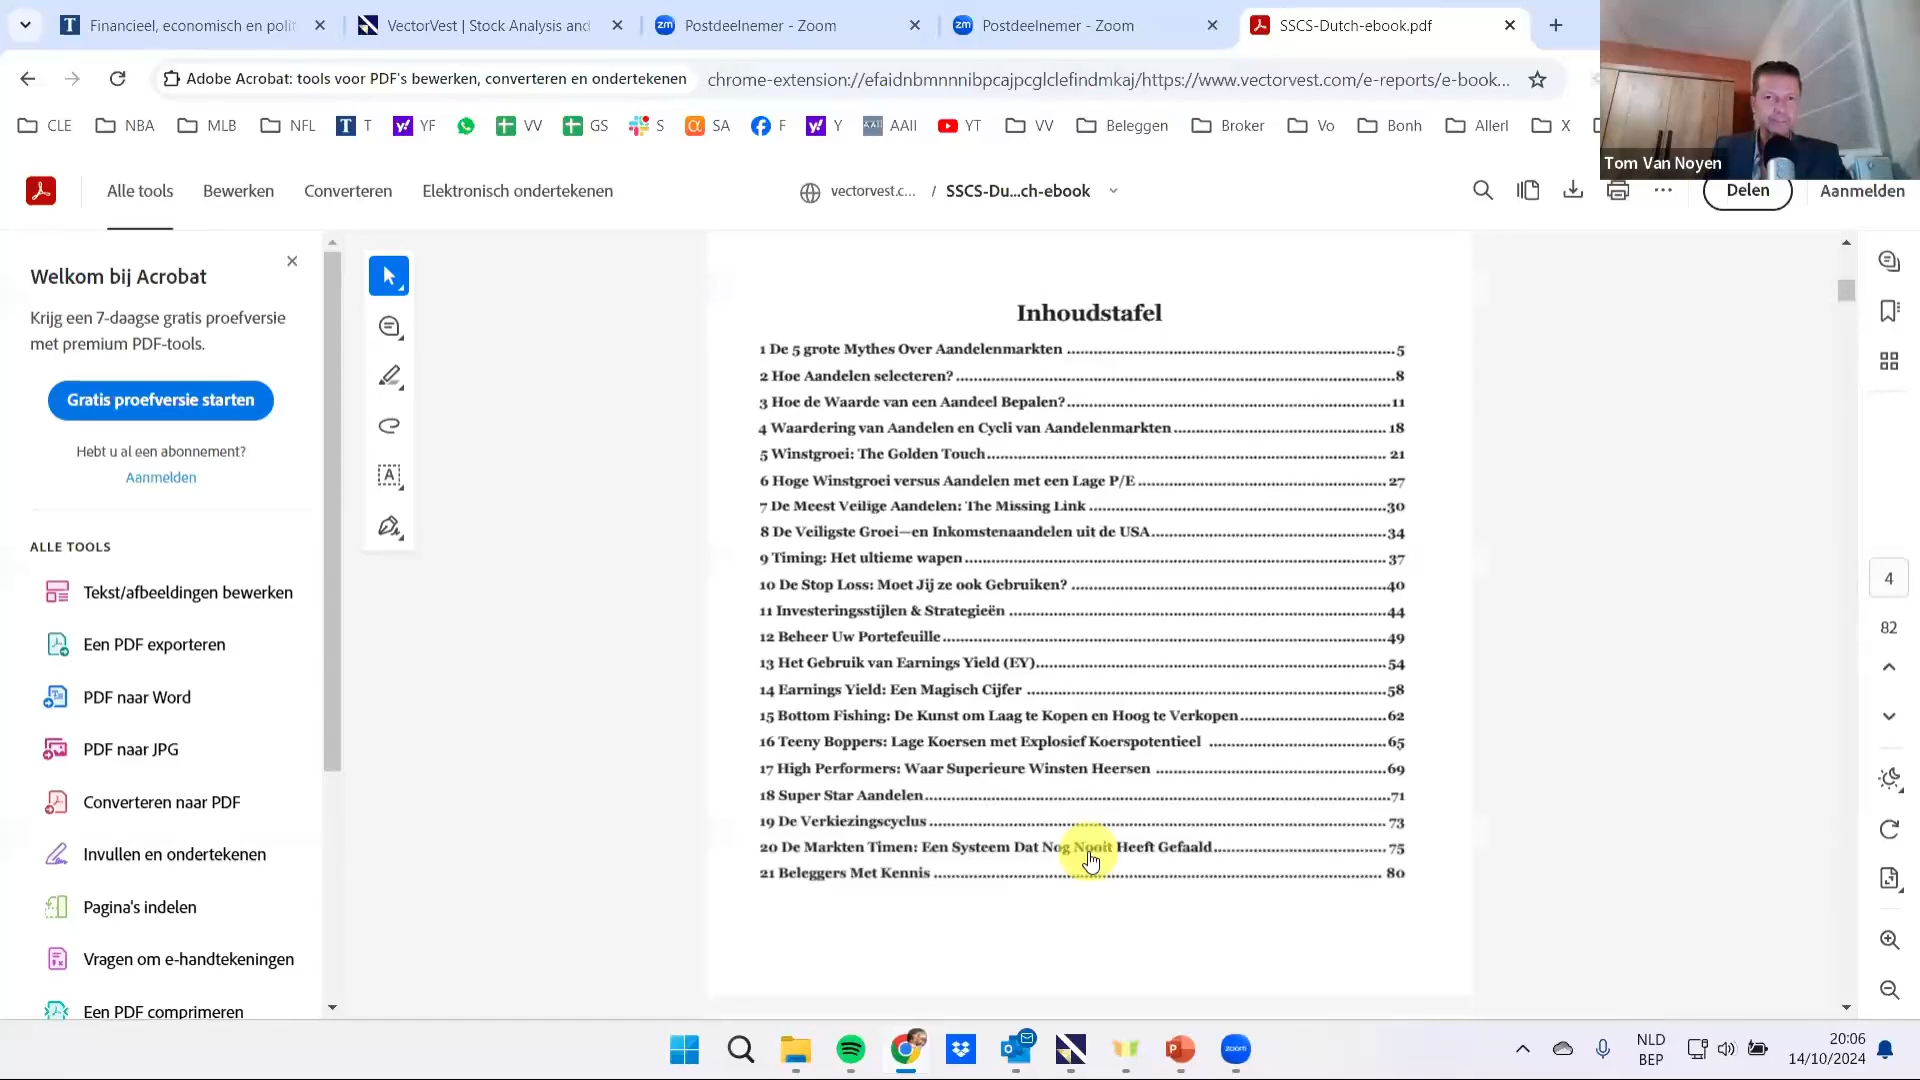 Financieel, economisch en polit
VectorVest | Stock Analysis and
Postdeelnemer - Zoom
Postdeelnemer - Zoom
SSCS-Dutch-ebook.pdf
Adobe Acrobat: tools voor PDF's bewerken, converteren en ondertekenen
chrome-extension://efaidnbmnnnibpcajpcglclefindmkaj/https://www.vectorvest.com/e-reports/e-book...
CLE NBA MLB NFL T YF VV GS S SA F Y AAII YT VV Beleggen Broker Vo Bonh Allerl X
Tom Van Noyen
Alle tools Bewerken Converteren Elektronisch ondertekenen
vectorvest.c... / SSCS-Du...ch-ebook
Delen Aanmelden
Welkom bij Acrobat
Krijg een 7-daagse gratis proefversie
met premium PDF-tools.
Gratis proefversie starten
Hebt u al een abonnement?
Aanmelden
ALLE TOOLS
Tekst/afbeeldingen bewerken
Een PDF exporteren
PDF naar Word
PDF naar JPG
Converteren naar PDF
Invullen en ondertekenen
Pagina's indelen
Vragen om e-handtekeningen
Een PDF comprimeren
Inhoudstafel
1 De 5 grote Mythes Over Aandelenmarkten ... 5
2 Hoe Aandelen selecteren? ... 8
3 Hoe de Waarde van een Aandeel Bepalen? ... 11
4 Waardering van Aandelen en Cycli van Aandelenmarkten ... 18
5 Winstgroei: The Golden Touch ... 21
6 Hoge Winstgroei versus Aandelen met een Lage P/E ... 27
7 De Meest Veilige Aandelen: The Missing Link ... 30
8 De Veiligste Groei—en Inkomstenaandelen uit de USA ... 34
9 Timing: Het ultieme wapen ... 37
10 De Stop Loss: Moet Jij ze ook Gebruiken? ... 40
11 Investeringsstijlen & Strategieën ... 44
12 Beheer Uw Portefeuille ... 49
13 Het Gebruik van Earnings Yield (EY) ... 54
14 Earnings Yield: Een Magisch Cijfer ... 58
15 Bottom Fishing: De Kunst om Laag te Kopen en Hoog te Verkopen ... 62
16 Teeny Boppers: Lage Koersen met Explosief Koerspotentieel ... 65
17 High Performers: Waar Superieure Winsten Heersen ... 69
18 Super Star Aandelen ... 71
19 De Verkiezingscyclus ... 73
20 De Markten Timen: Een Systeem Dat Nog Nooit Heeft Gefaald ... 75
21 Beleggers Met Kennis ... 80
4
82
NLD
BEP
20:06
14/10/2024